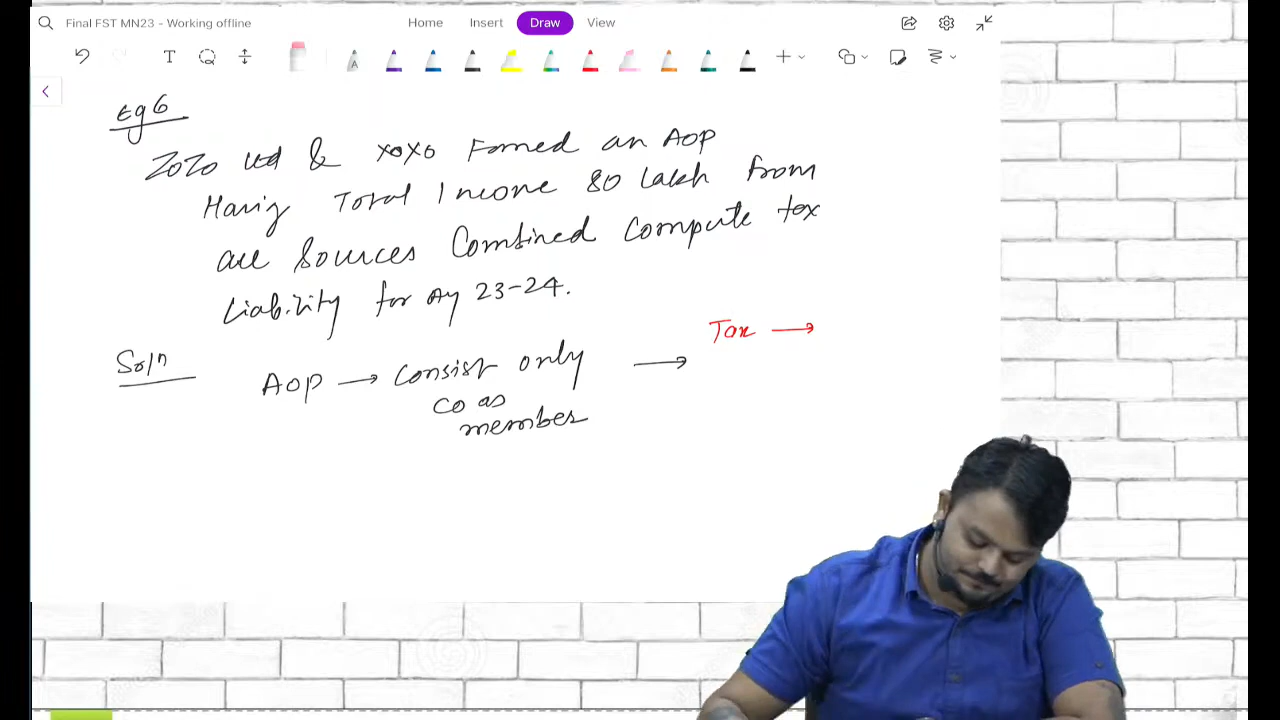 Final FST MN23 - Working offline
Home Insert Draw View
T
A
Eg 6
ZOZO Ltd & XOXO Formed an AOP
Having Total Income 80 Lakh from
all Sources Combined Compute tax
Liability for Ay 23-24.
Soln
AOP → Consist only →
Co as
member
Tax →